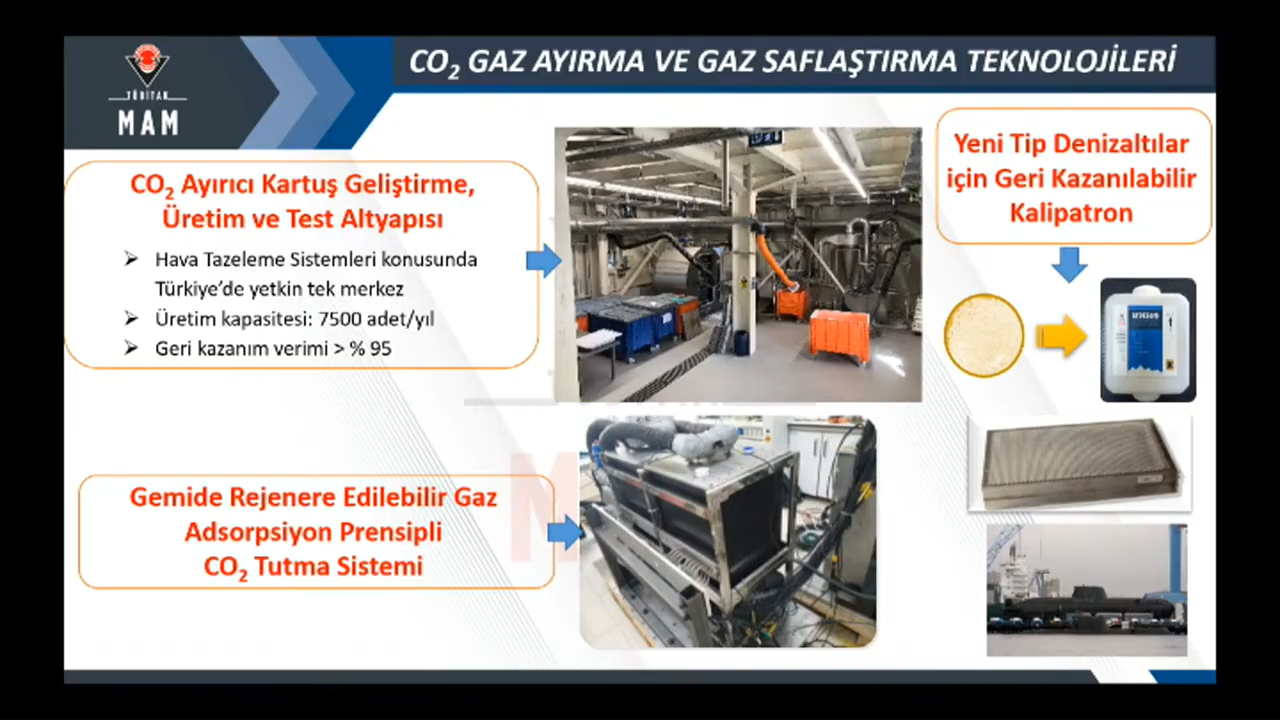 TÜBİTAK
MAM
CO₂ GAZ AYIRMA VE GAZ SAFLAŞTIRMA TEKNOLOJİLERİ
CO₂ Ayırıcı Kartuş Geliştirme,
Üretim ve Test Altyapısı
➢ Hava Tazeleme Sistemleri konusunda
Türkiye’de yetkin tek merkez
➢ Üretim kapasitesi: 7500 adet/yıl
➢ Geri kazanım verimi > % 95
Yeni Tip Denizaltılar
için Geri Kazanılabilir
Kalipatron
Gemide Rejenere Edilebilir Gaz
Adsorpsiyon Prensipli
CO₂ Tutma Sistemi